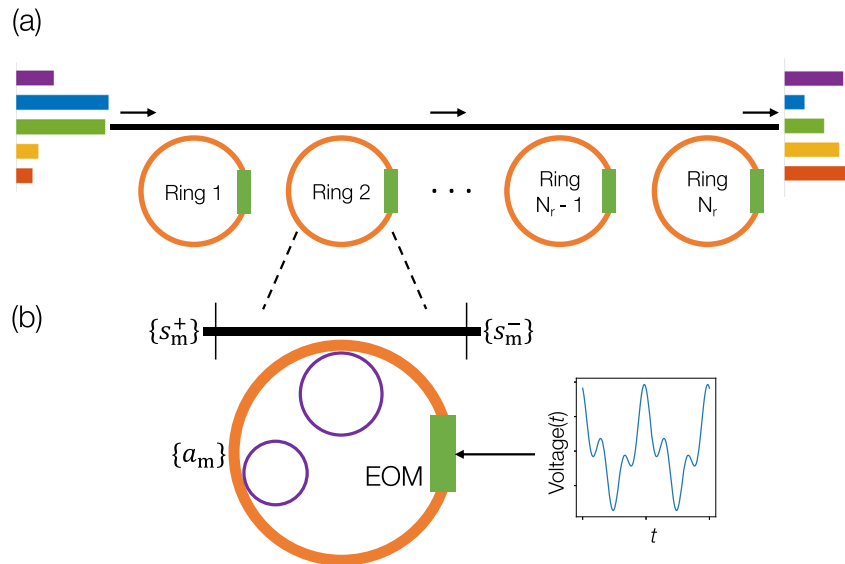 (a)
Ring 1
Ring 2
. . .
Ring
N_r - 1
Ring
N_r
(b)
{s_m^+}
{s_m^-}
{a_m}
EOM
Voltage(t)
t